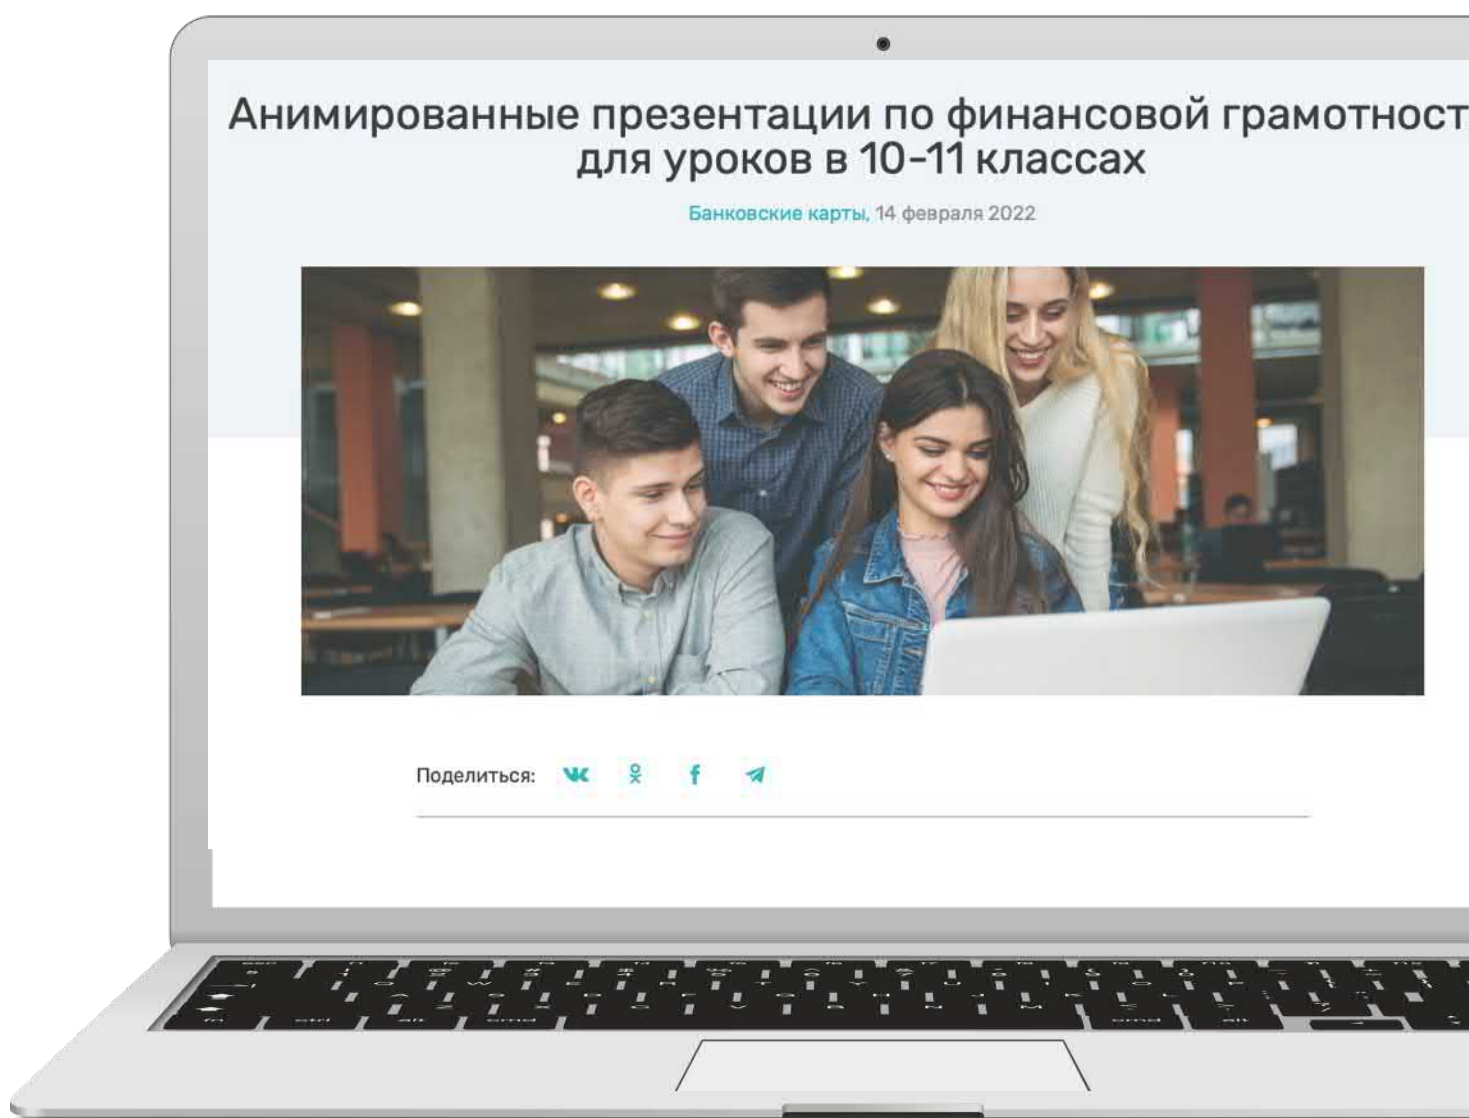 Анимированные презентации по финансовой грамотност
для уроков в 10-11 классах
Банковские карты, 14 февраля 2022
Поделиться: